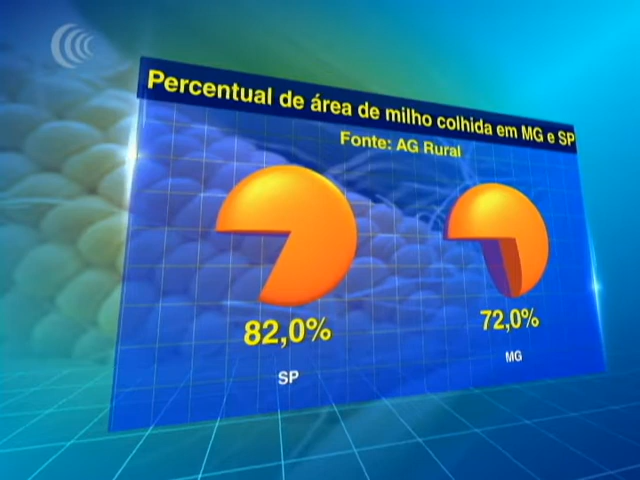 Percentual de área de milho colhida em MG e SP
Fonte: AG Rural
82,0%
72,0%
SP
MG